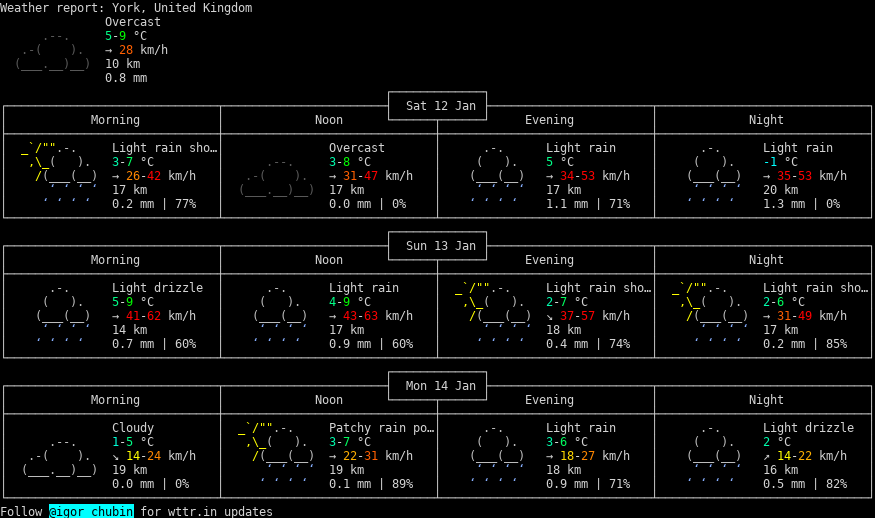 Weather report: York, United Kingdom
Overcast
5-9 °C
→ 28 km/h
10 km
0.8 mm
Sat 12 Jan
Morning Noon Evening Night
Light rain sho… Overcast Light rain Light rain
3-7 °C 3-8 °C 5 °C -1 °C
→ 26-42 km/h → 31-47 km/h → 34-53 km/h → 35-53 km/h
17 km 17 km 17 km 20 km
0.2 mm | 77% 0.0 mm | 0% 1.1 mm | 71% 1.3 mm | 0%
Sun 13 Jan
Morning Noon Evening Night
Light drizzle Light rain Light rain sho… Light rain sho…
5-9 °C 4-9 °C 2-7 °C 2-6 °C
→ 41-62 km/h → 43-63 km/h ↘ 37-57 km/h → 31-49 km/h
14 km 17 km 18 km 17 km
0.7 mm | 60% 0.9 mm | 60% 0.4 mm | 74% 0.2 mm | 85%
Mon 14 Jan
Morning Noon Evening Night
Cloudy Patchy rain po… Light rain Light drizzle
1-5 °C 3-7 °C 3-6 °C 2 °C
↘ 14-24 km/h → 22-31 km/h → 18-27 km/h ↗ 14-22 km/h
19 km 19 km 18 km 16 km
0.0 mm | 0% 0.1 mm | 89% 0.9 mm | 71% 0.5 mm | 82%
Follow @igor_chubin for wttr.in updates